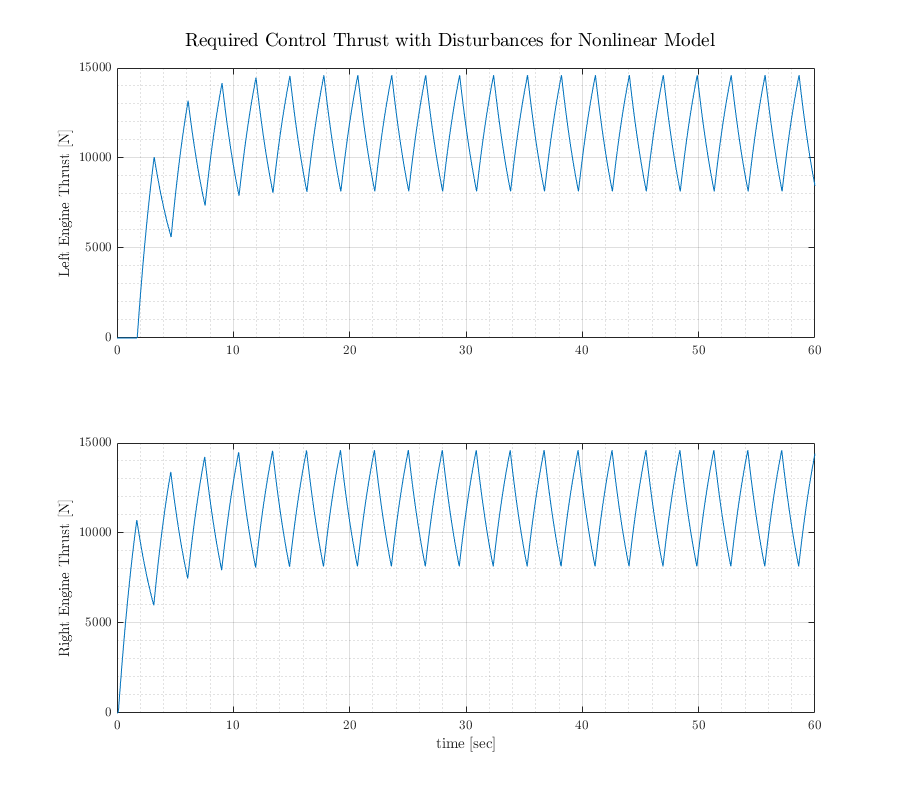 Required Control Thrust with Disturbances for Nonlinear Model
Left Engine Thrust [N]
15000
10000
5000
0
0 10 20 30 40 50 60
Right Engine Thrust [N]
15000
10000
5000
0
0 10 20 30 40 50 60
time [sec]